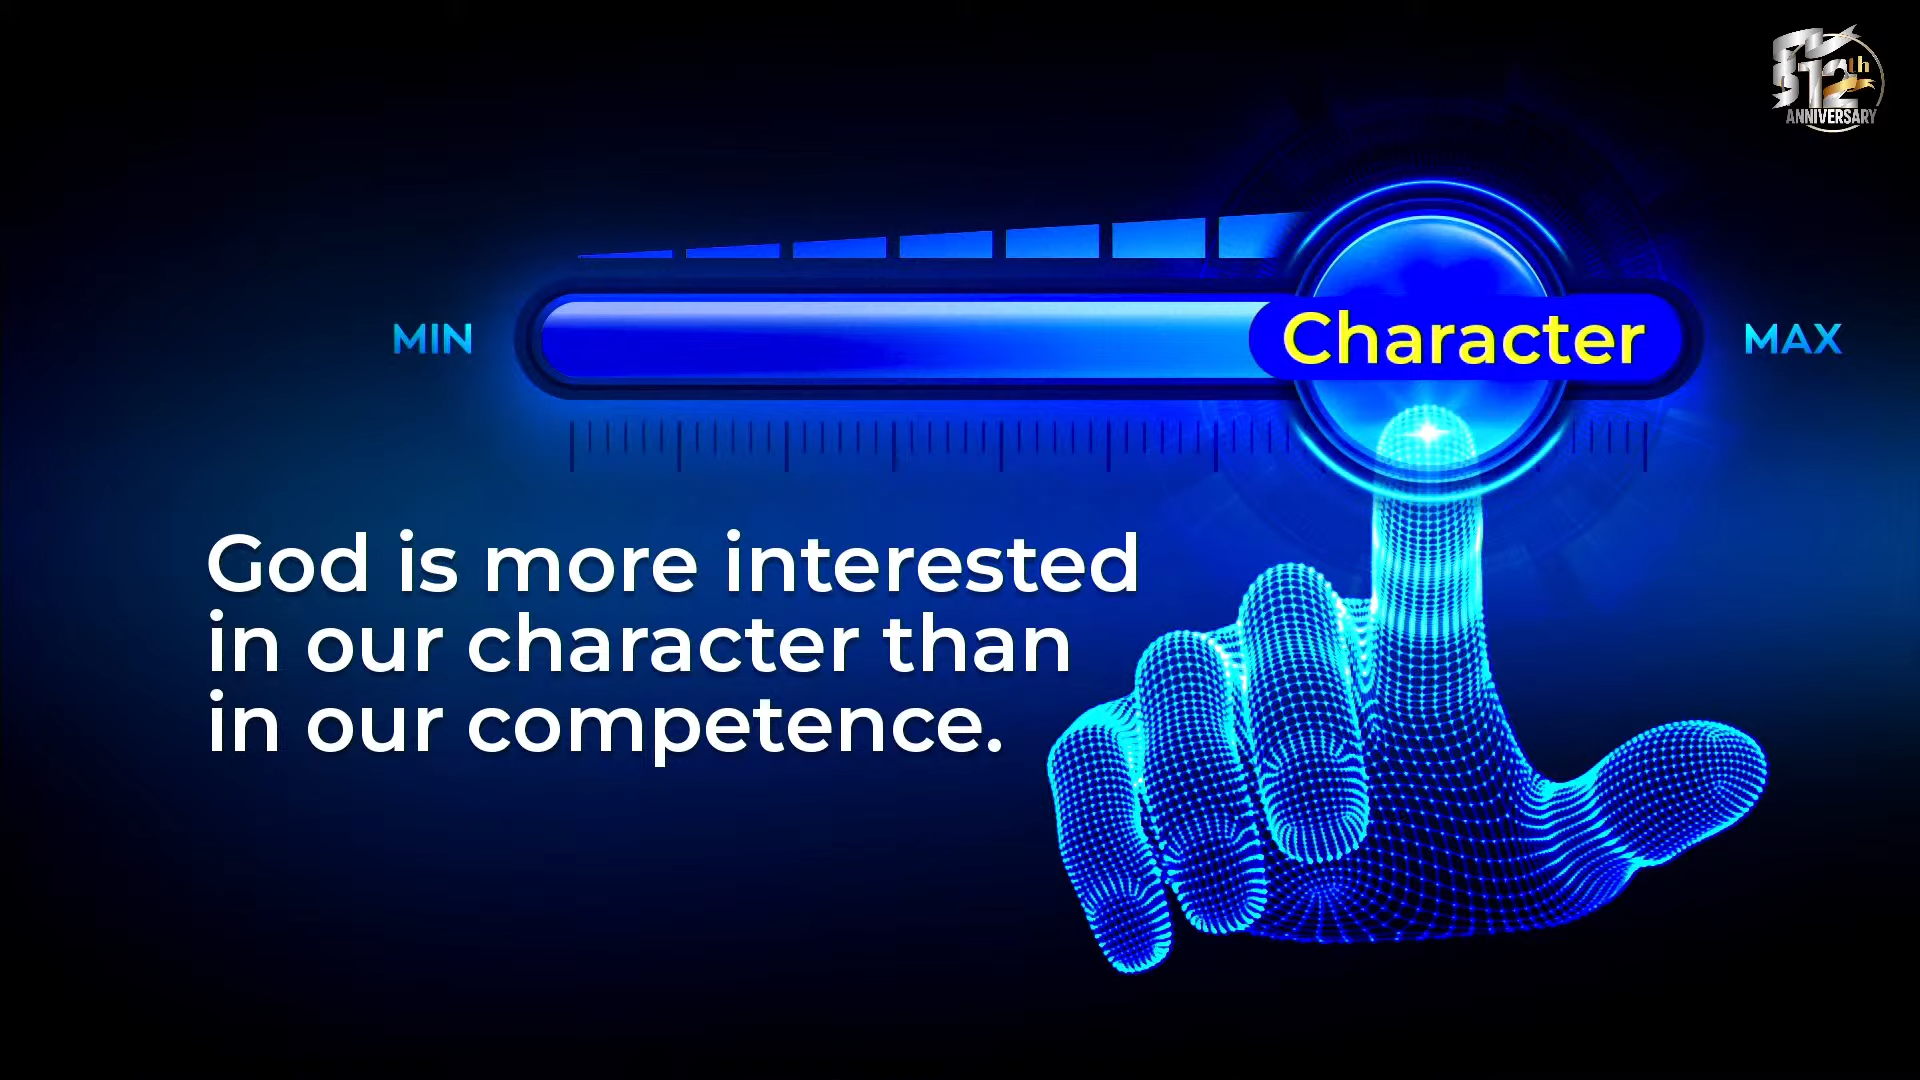 12th
ANNIVERSARY
MIN
Character
MAX
God is more interested
in our character than
in our competence.